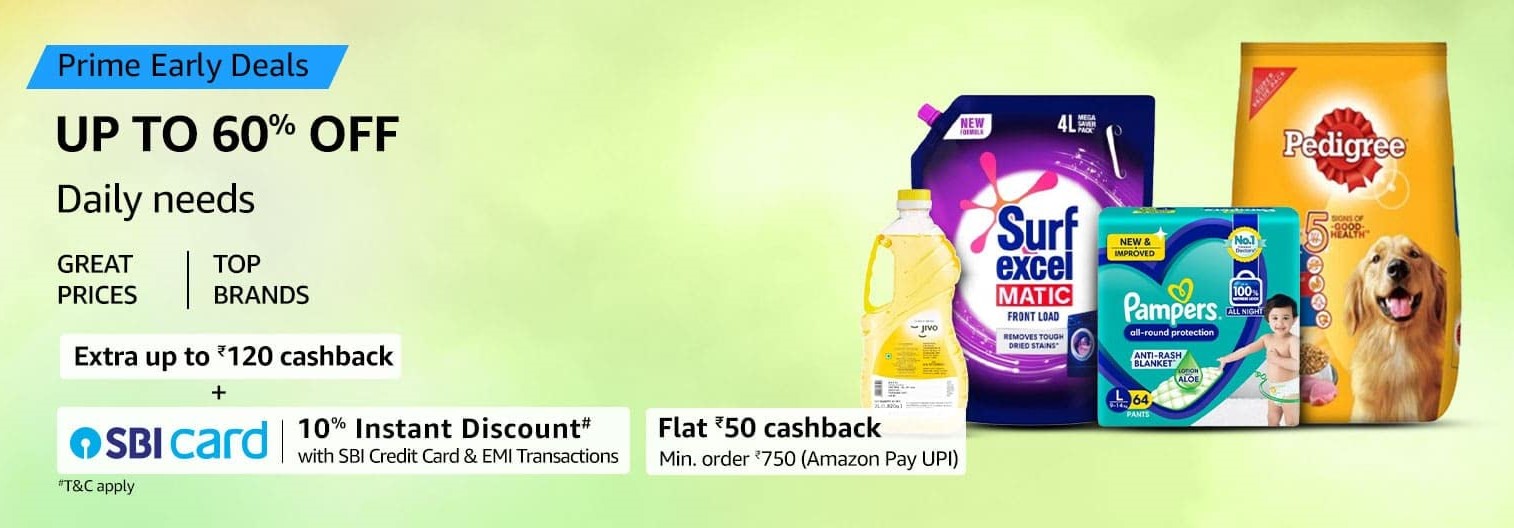 Prime Early Deals
UP TO 60% OFF
Daily needs
GREAT PRICES
TOP BRANDS
Extra up to ₹120 cashback
+
SBI card
10% Instant Discount#
with SBI Credit Card & EMI Transactions
Flat ₹50 cashback
Min. order ₹750 (Amazon Pay UPI)
#T&C apply
JIVO
NEW
FORMULA
4L MEGA
SAVER
PACK
Surf
excel
MATIC
FRONT LOAD
REMOVES TOUGH
DRIED STAINS*
Pampers
NEW &
IMPROVED
No.1
100%
ALL NIGHT
Pampers
all-round protection
ANTI-RASH
BLANKET
LOTION
ALOE
L
64
PANTS
SUPER
VALUE PACK
Pedigree
5 SIGNS OF
-GOOD-
HEALTH